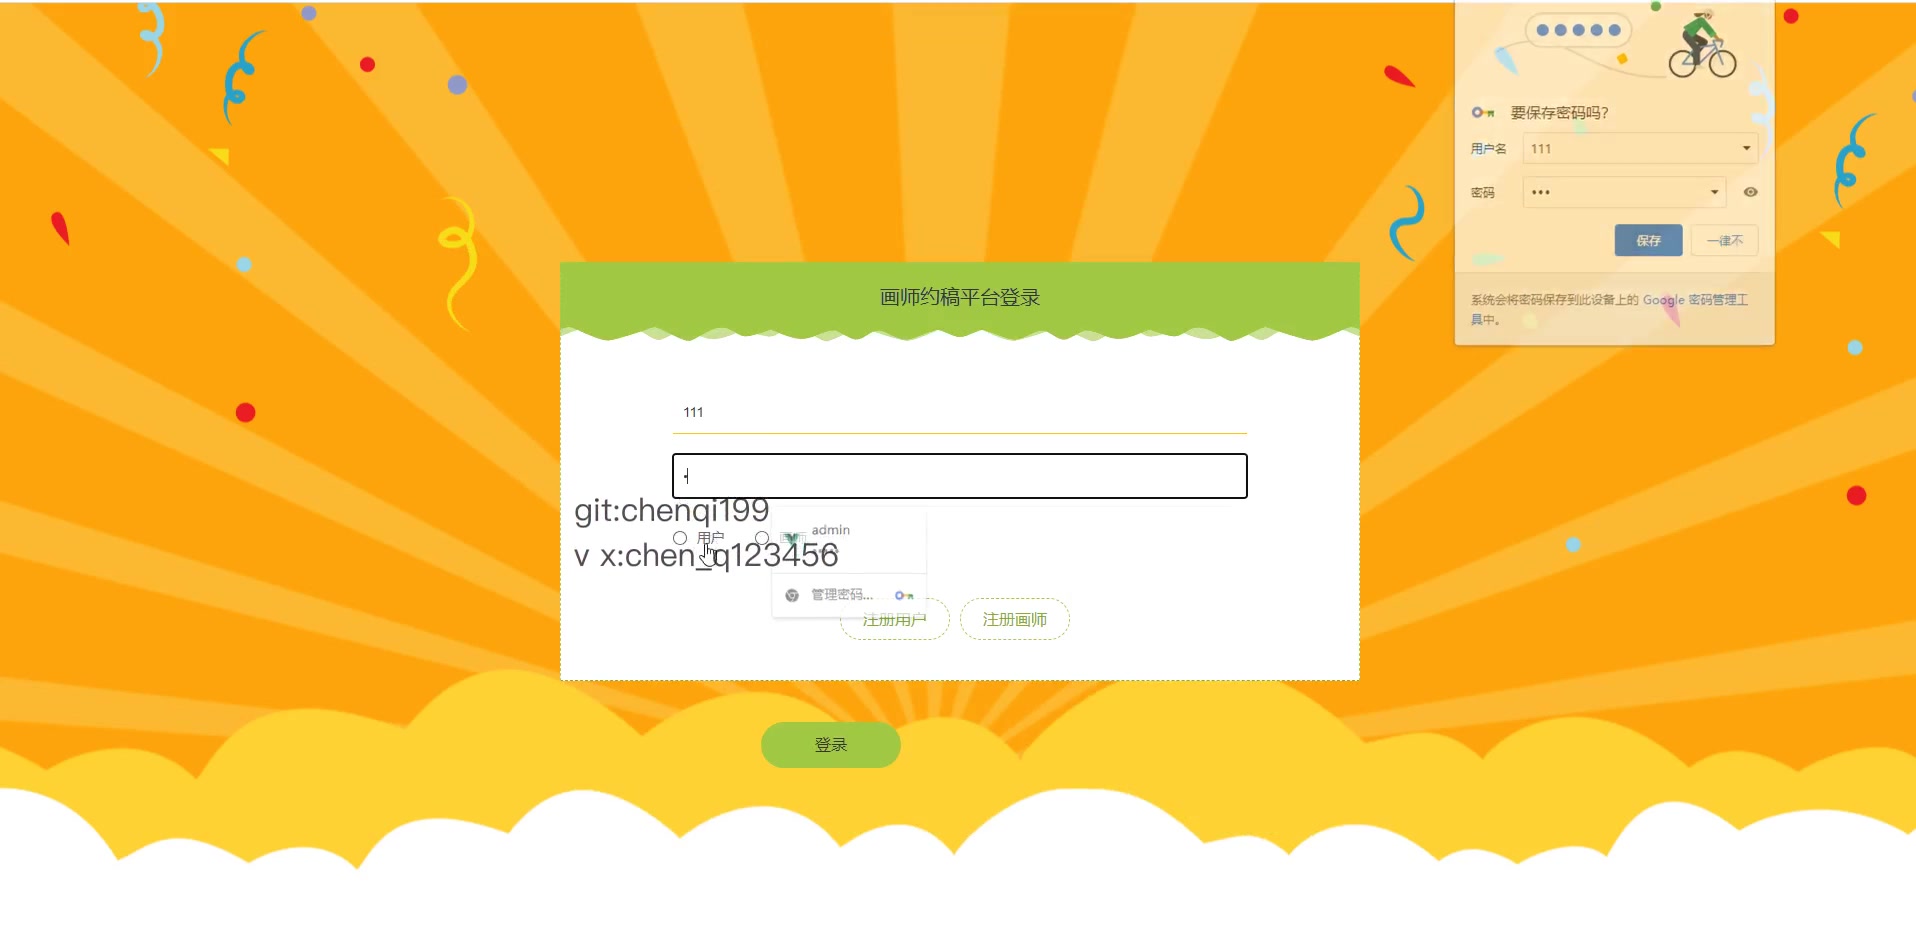 要保存密码吗?
用户名 111
密码 •••
保存 一律不
系统会将密码保存到此设备上的 Google 密码管理工
具中。
画师约稿平台登录
111
git:chenqi199
用户 画师
admin
v x:chen_q123456
管理密码...
注册用户 注册画师
登录